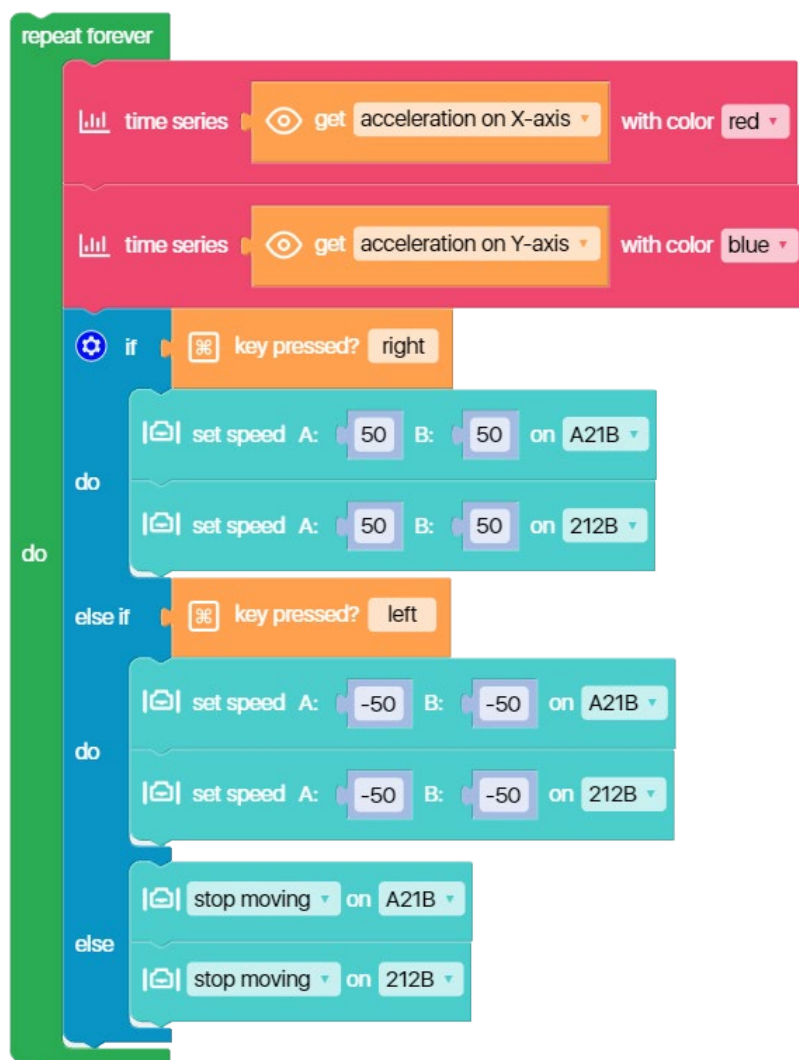 repeat forever
time series get acceleration on X-axis with color red
time series get acceleration on Y-axis with color blue
if key pressed? right
set speed A: 50 B: 50 on A21B
do
set speed A: 50 B: 50 on 212B
do
else if key pressed? left
set speed A: -50 B: -50 on A21B
do
set speed A: -50 B: -50 on 212B
stop moving on A21B
else
stop moving on 212B